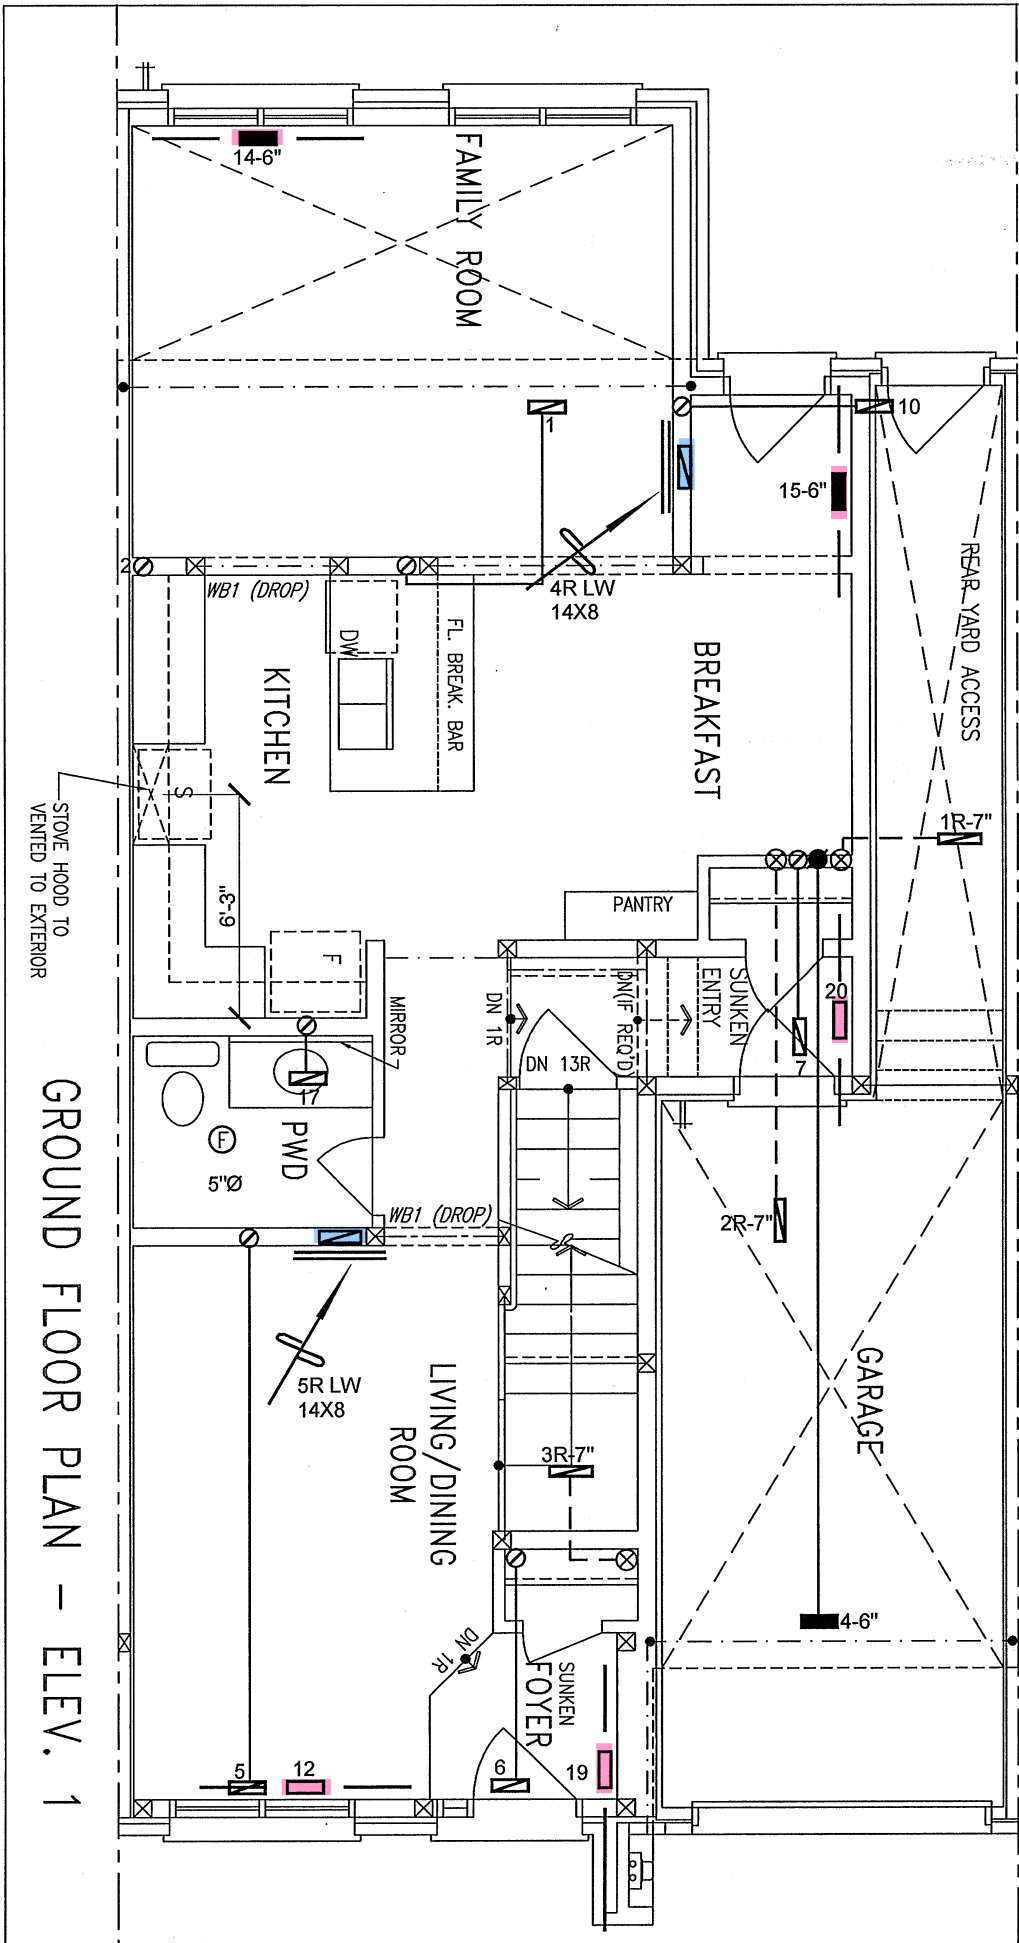 14-6"
FAMILY ROOM
1
10
15-6"
2
WB1 (DROP)
4R LW
14X8
REAR YARD ACCESS
DW
FL. BREAK. BAR
KITCHEN
BREAKFAST
S
STOVE HOOD TO
VENTED TO EXTERIOR
9'-3"
1R-7"
PANTRY
F
MIRROR
DN 1R
DN(IF REQ'D)
SUNKEN
ENTRY
20
7
DN 13R
17
PWD
F
5"Ø
WB1 (DROP)
2R-7"
GARAGE
5R LW
14X8
LIVING/DINING
ROOM
3R-7"
4-6"
DN 1R
SUNKEN
FOYER
5
12
6
19
GROUND FLOOR PLAN - ELEV. 1